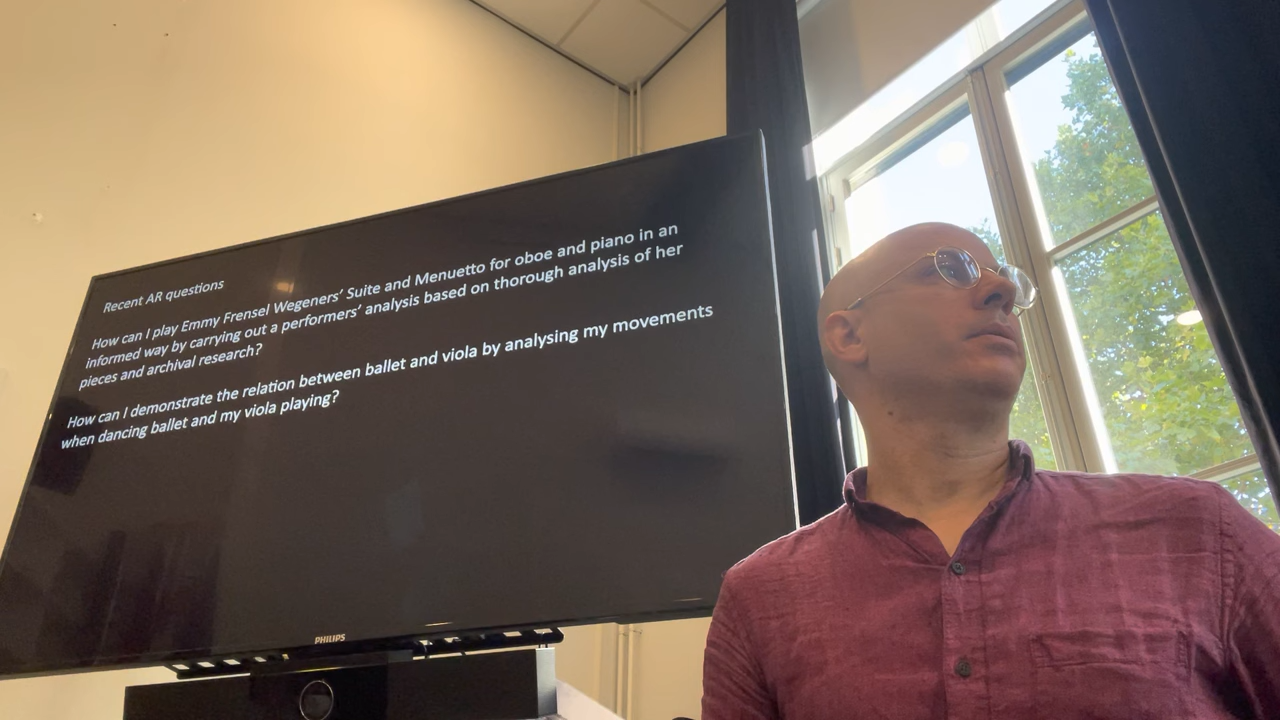 Recent AR questions
How can I play Emmy Frensel Wegeners' Suite and Menuetto for oboe and piano in an
informed way by carrying out a performers' analysis based on thorough analysis of her
pieces and archival research?
How can I demonstrate the relation between ballet and viola by analysing my movements
when dancing ballet and my viola playing?
PHILIPS